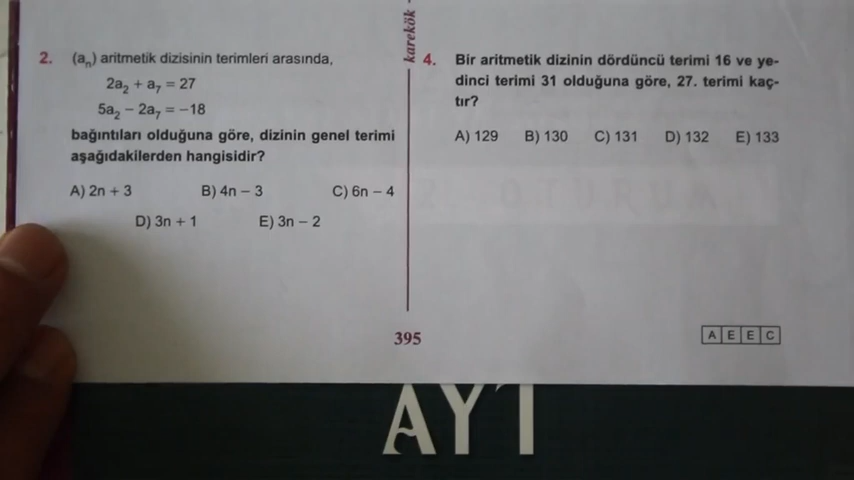 2. (aₙ) aritmetik dizisinin terimleri arasında,
2a₂ + a₇ = 27
5a₂ – 2a₇ = –18
bağıntıları olduğuna göre, dizinin genel terimi
aşağıdakilerden hangisidir?
A) 2n + 3 B) 4n – 3 C) 6n – 4
D) 3n + 1 E) 3n – 2
karekök
4. Bir aritmetik dizinin dördüncü terimi 16 ve ye-
dinci terimi 31 olduğuna göre, 27. terimi kaç-
tır?
A) 129 B) 130 C) 131 D) 132 E) 133
395
A E E C
AYT